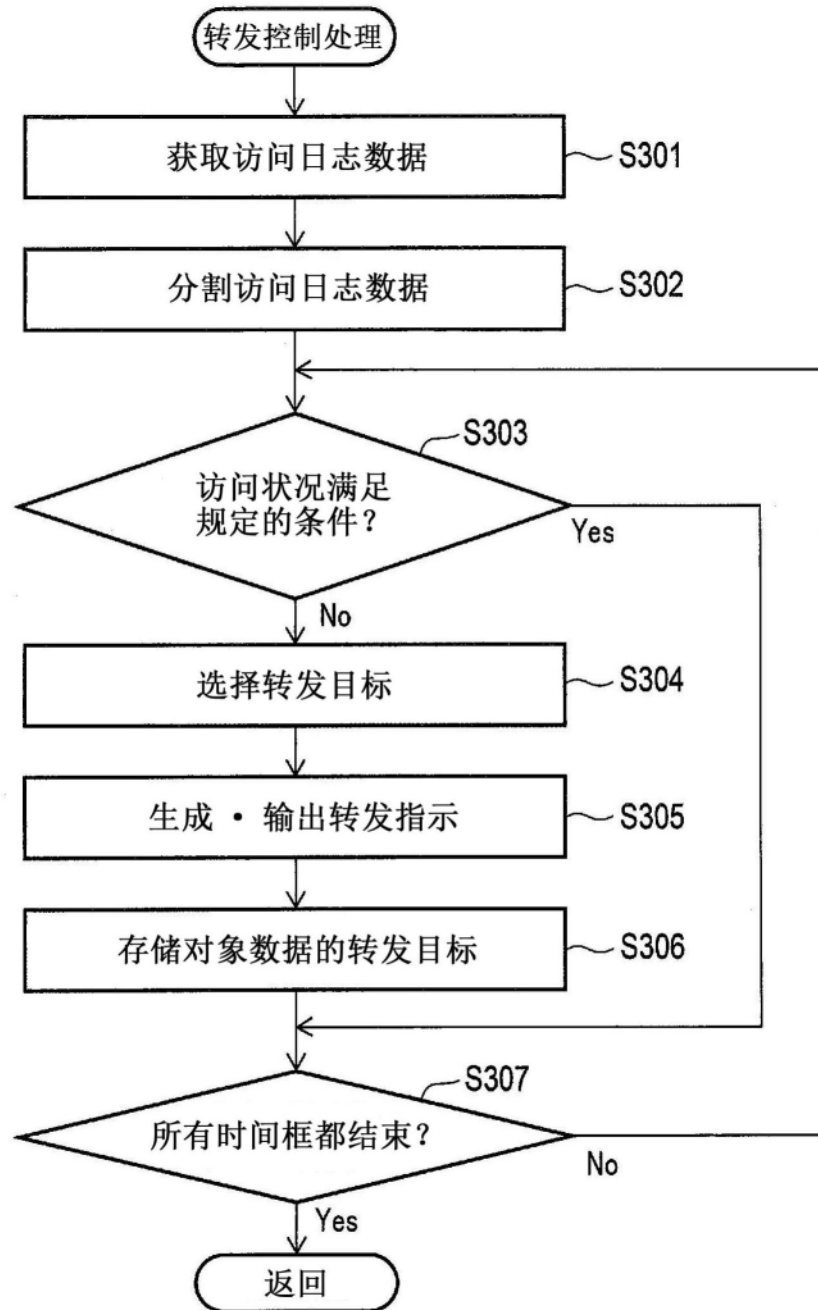 转发控制处理
获取访问日志数据
S301
分割访问日志数据
S302
S303
访问状况满足
规定的条件?
Yes
No
选择转发目标
S304
生成・输出转发指示
S305
存储对象数据的转发目标
S306
S307
所有时间框都结束?
No
Yes
返回